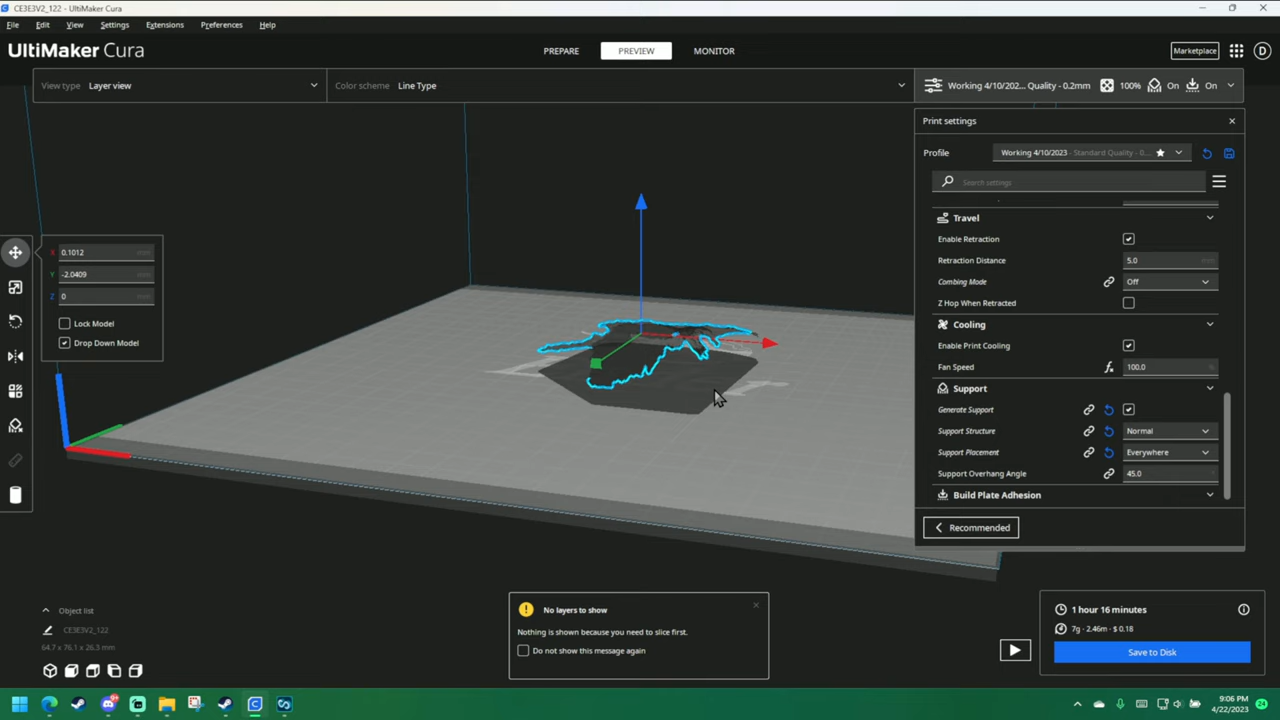 CE3E3V2_122 - UltiMaker Cura
File Edit View Settings Extensions Preferences Help
UltiMaker Cura
PREPARE PREVIEW MONITOR
Marketplace
D
View type Layer view
Color scheme Line Type
Working 4/10/202... Quality - 0.2mm 100% On On
Print settings
Profile Working 4/10/2023 - Standard Quality - 0...
Search settings
Travel
Enable Retraction
Retraction Distance 5.0 mm
Combing Mode Off
Z Hop When Retracted
Cooling
Enable Print Cooling
Fan Speed 100.0 %
Support
Generate Support
Support Structure Normal
Support Placement Everywhere
Support Overhang Angle 45.0 °
Build Plate Adhesion
Recommended
X 0.1012 mm
Y -2.0409 mm
Z 0 mm
Lock Model
Drop Down Model
Object list
CE3E3V2_122
64.7 x 76.1 x 26.3 mm
No layers to show
Nothing is shown because you need to slice first.
Do not show this message again
1 hour 16 minutes
7g · 2.46m · $ 0.18
Save to Disk
9:06 PM
4/22/2023
24